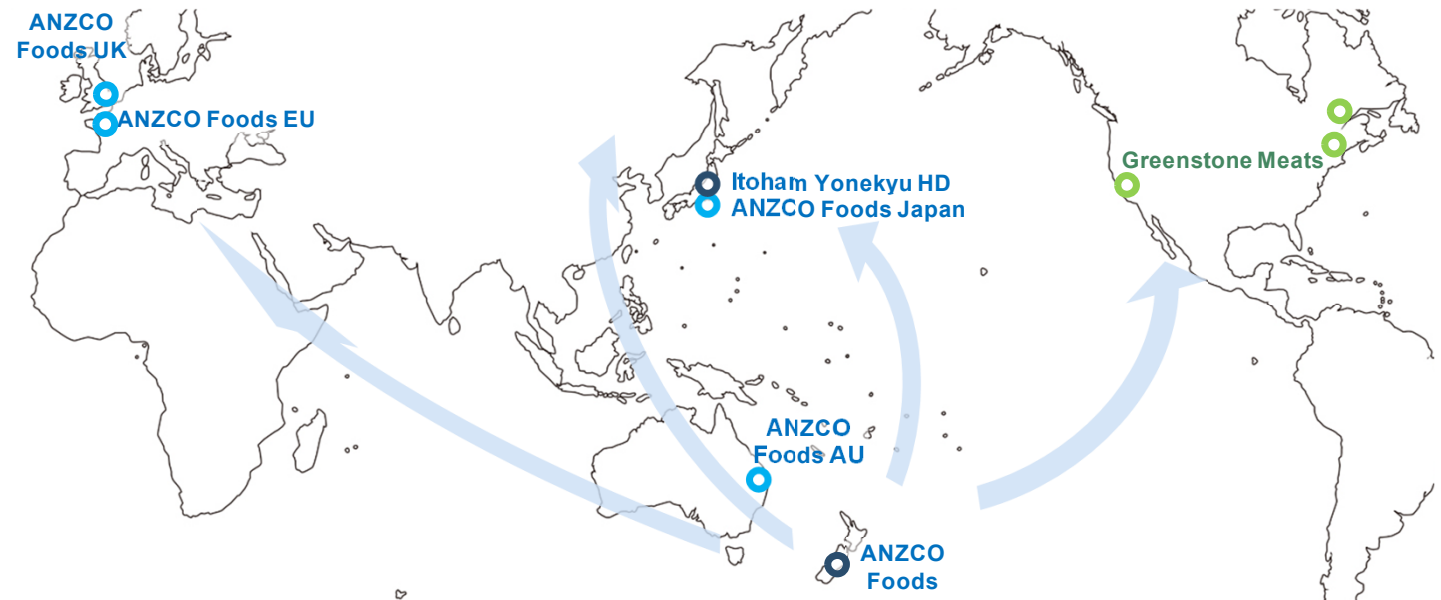 ANZCO
Foods UK
ANZCO Foods EU
Itoham Yonekyu HD
ANZCO Foods Japan
Greenstone Meats
ANZCO
Foods AU
ANZCO
Foods